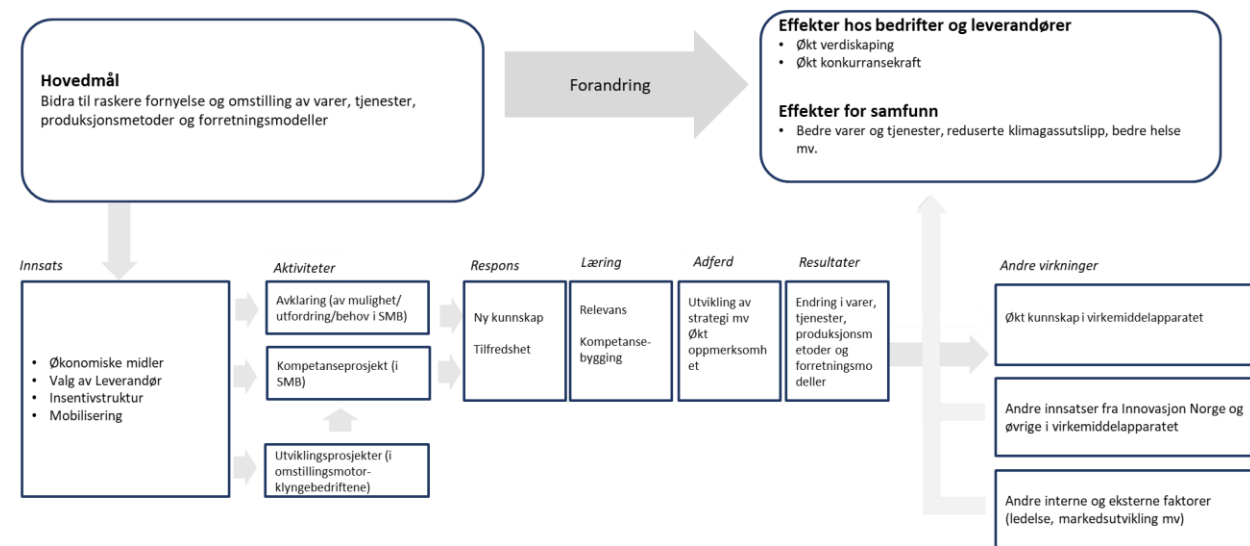 Hovedmål
Bidra til raskere fornyelse og omstilling av varer, tjenester,
produksjonsmetoder og forretningsmodeller
Forandring
Effekter hos bedrifter og leverandører
• Økt verdiskaping
• Økt konkurransekraft
Effekter for samfunn
• Bedre varer og tjenester, reduserte klimagassutslipp, bedre helse
mv.
Innsats
• Økonomiske midler
• Valg av Leverandør
• Insentivstruktur
• Mobilisering
Aktiviteter
Avklaring (av mulighet/
utfordring/behov i SMB)
Kompetanseprosjekt (i
SMB)
Utviklingsprosjekter (i
omstillingsmotor-
klyngebedriftene)
Respons
Ny kunnskap
Tilfredshet
Læring
Relevans
Kompetanse-
bygging
Adferd
Utvikling av
strategi mv
Økt
oppmerksomh
et
Resultater
Endring i varer,
tjenester,
produksjonsm
etoder og
forretningsmo
deller
Andre virkninger
Økt kunnskap i virkemiddelapparatet
Andre innsatser fra Innovasjon Norge og
øvrige i virkemiddelapparatet
Andre interne og eksterne faktorer
(ledelse, markedsutvikling mv)